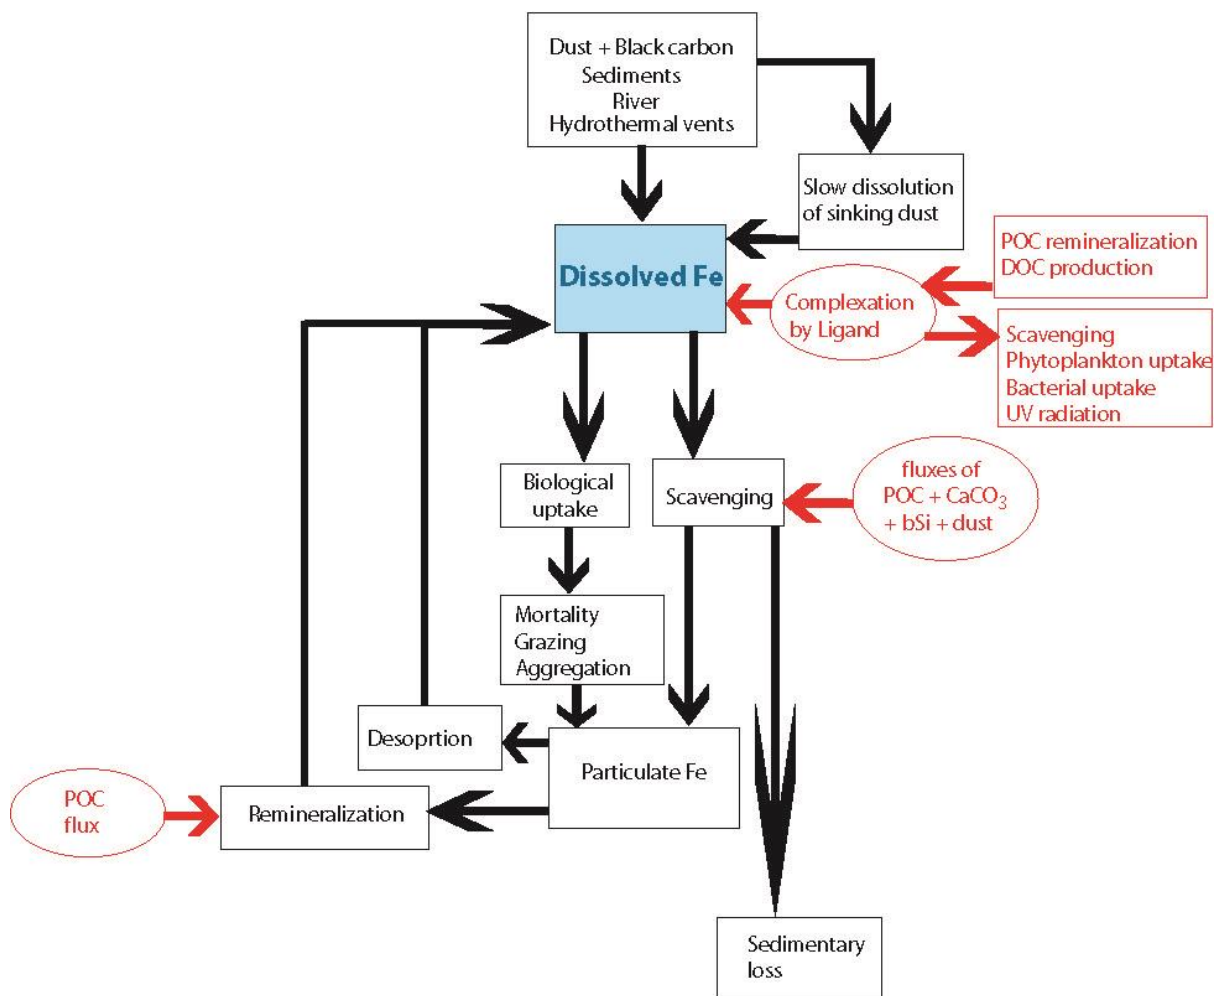 Dust + Black carbon
Sediments
River
Hydrothermal vents
Slow dissolution
of sinking dust
Dissolved Fe
POC remineralization
DOC production
Complexation
by Ligand
Scavenging
Phytoplankton uptake
Bacterial uptake
UV radiation
Biological
uptake
Scavenging
fluxes of
POC + CaCO₃
+ bSi + dust
Mortality
Grazing
Aggregation
Desoprtion
Particulate Fe
POC
flux
Remineralization
Sedimentary
loss